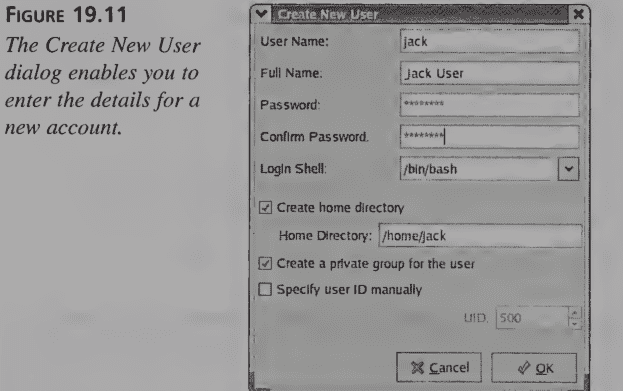 FIGURE 19.11
The Create New User
dialog enables you to
enter the details for a
new account.
Create New User
User Name: jack
Full Name: Jack User
Password: ********
Confirm Password. ********
Login Shell: /bin/bash
Create home directory
Home Directory: /home/jack
Create a private group for the user
Specify user ID manually
UID. 500
Cancel OK